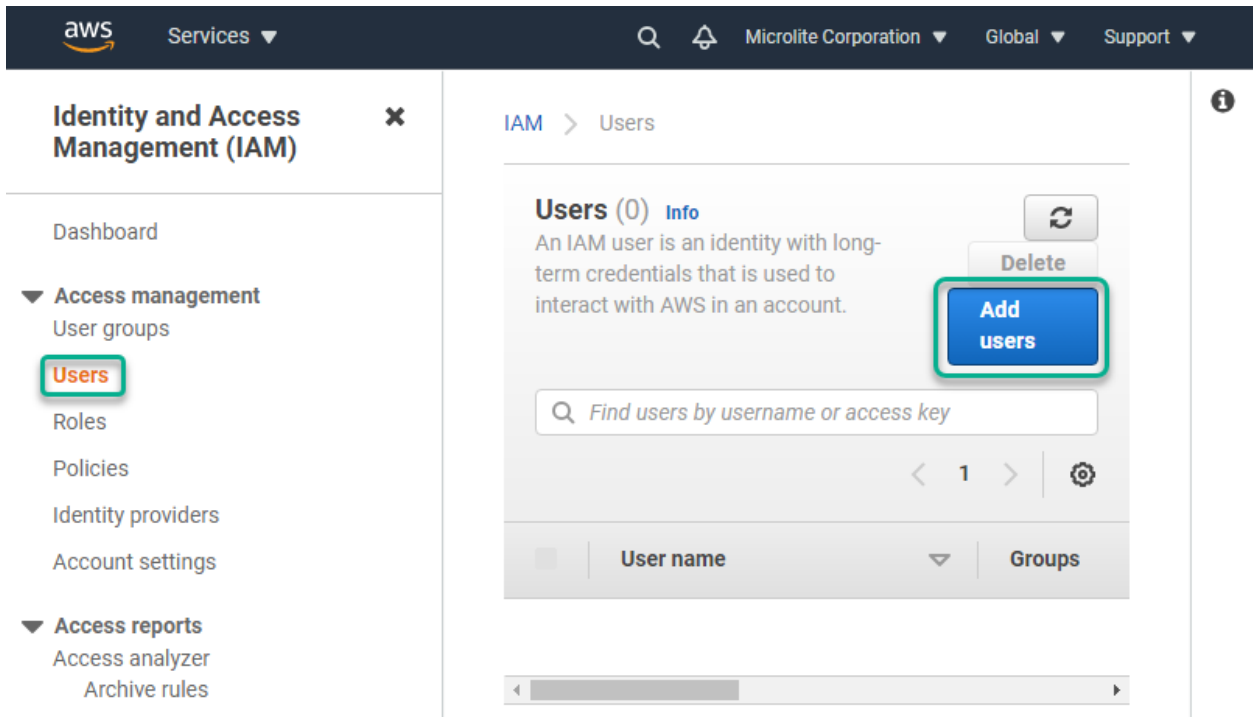 aws
Services
Microlite Corporation
Global
Support
Identity and Access
Management (IAM)
Dashboard
Access management
User groups
Users
Roles
Policies
Identity providers
Account settings
Access reports
Access analyzer
Archive rules
IAM > Users
Users (0) Info
An IAM user is an identity with long-
term credentials that is used to
interact with AWS in an account.
Delete
Add
users
Find users by username or access key
1
User name
Groups